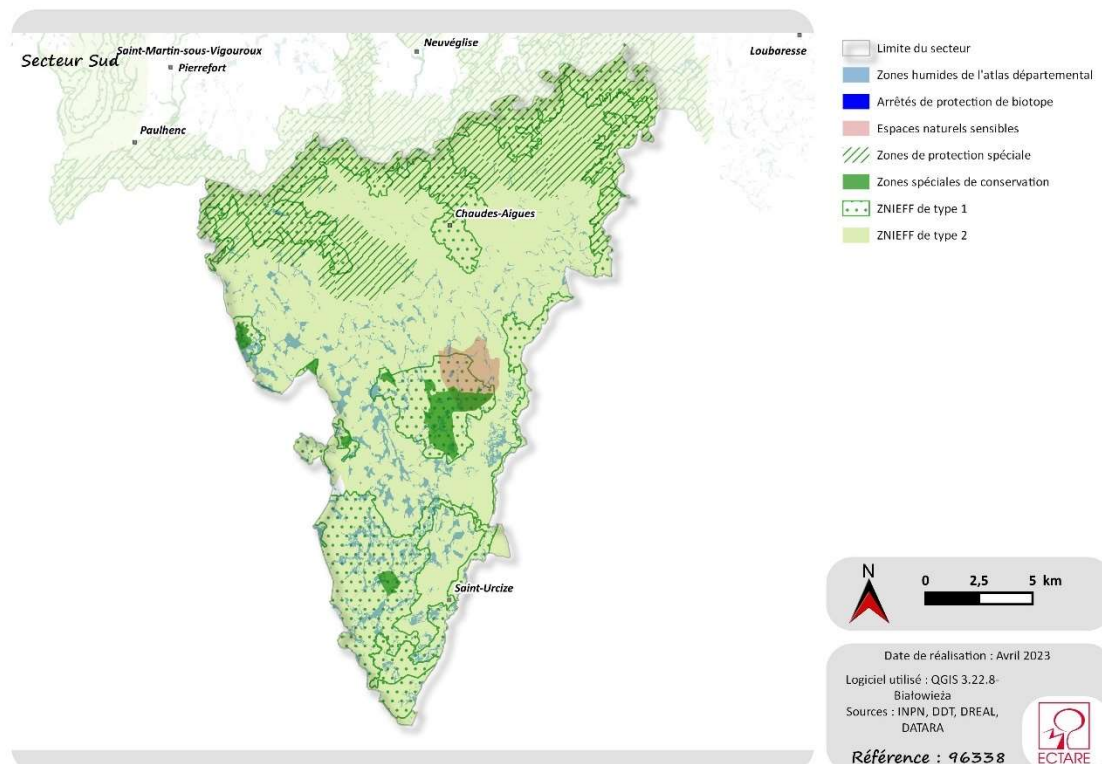 Secteur Sud
Saint-Martin-sous-Vigouroux
Pierrefort
Neuvéglise
Loubaresse
Paulhenc
Chaudes-Aigues
Saint-Urcize
Limite du secteur
Zones humides de l'atlas départemental
Arrêtés de protection de biotope
Espaces naturels sensibles
Zones de protection spéciale
Zones spéciales de conservation
ZNIEFF de type 1
ZNIEFF de type 2
N
0 2,5 5 km
Date de réalisation : Avril 2023
Logiciel utilisé : QGIS 3.22.8-
Białowieża
Sources : INPN, DDT, DREAL,
DATARA
Référence : 96338
ECTARE